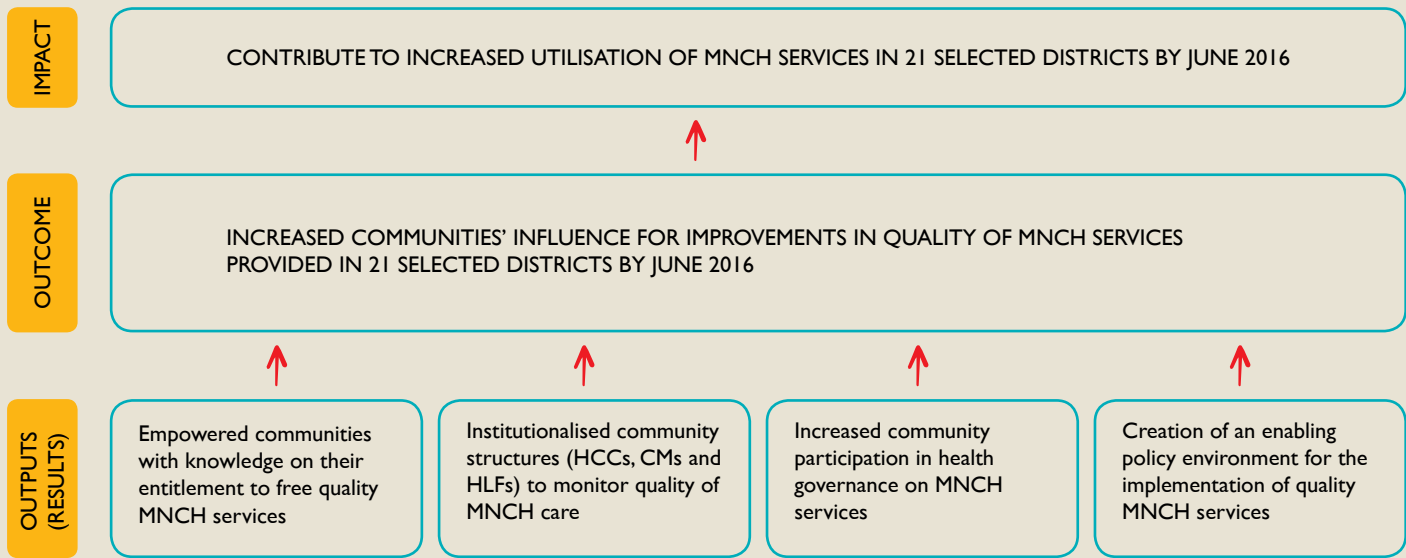 IMPACT
CONTRIBUTE TO INCREASED UTILISATION OF MNCH SERVICES IN 21 SELECTED DISTRICTS BY JUNE 2016
OUTCOME
INCREASED COMMUNITIES’ INFLUENCE FOR IMPROVEMENTS IN QUALITY OF MNCH SERVICES
PROVIDED IN 21 SELECTED DISTRICTS BY JUNE 2016
OUTPUTS
(RESULTS)
Empowered communities
with knowledge on their
entitlement to free quality
MNCH services
Institutionalised community
structures (HCCs, CMs and
HLFs) to monitor quality of
MNCH care
Increased community
participation in health
governance on MNCH
services
Creation of an enabling
policy environment for the
implementation of quality
MNCH services